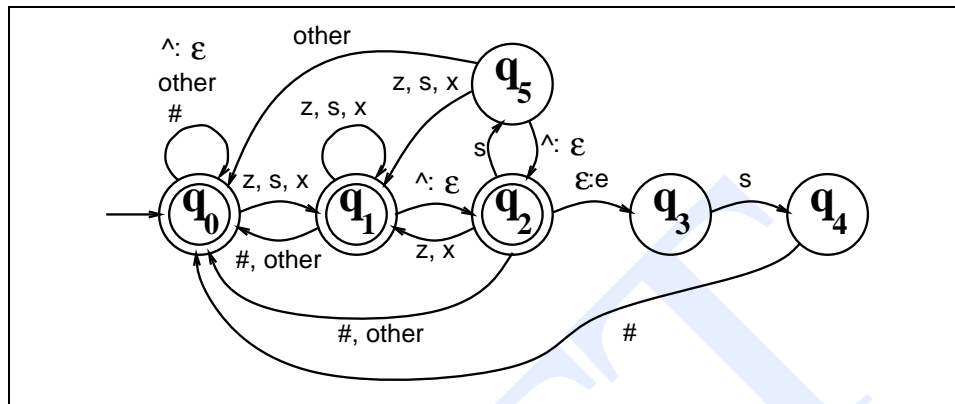 ^: ε
other
#
other
z, s, x
z, s, x
q5
s
^: ε
z, s, x
^: ε
ε:e
s
q0
q1
q2
q3
q4
#, other
z, x
#, other
#